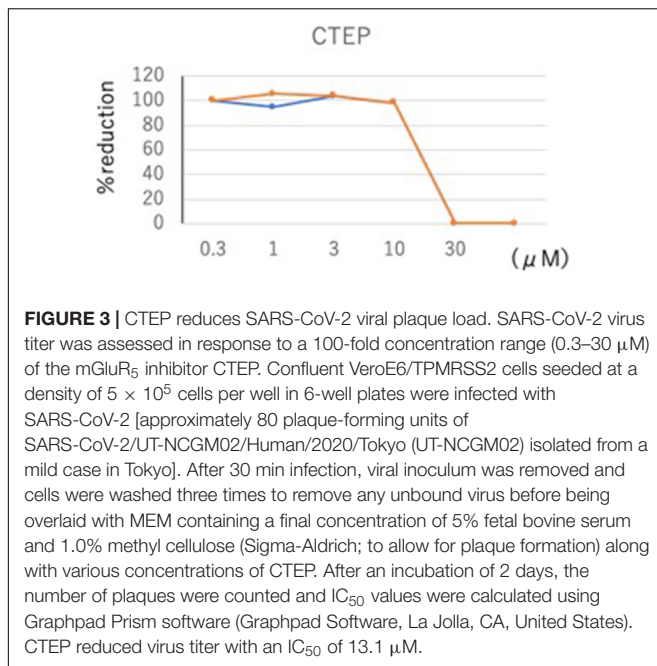 CTEP
120
100
80
60
40
20
0
%reduction
0.3 1 3 10 30 (μM)
FIGURE 3 | CTEP reduces SARS-CoV-2 viral plaque load. SARS-CoV-2 virus
titer was assessed in response to a 100-fold concentration range (0.3–30 μM)
of the mGluR5 inhibitor CTEP. Confluent VeroE6/TPMRSS2 cells seeded at a
density of 5 × 10⁵ cells per well in 6-well plates were infected with
SARS-CoV-2 [approximately 80 plaque-forming units of
SARS-CoV-2/UT-NCGM02/Human/2020/Tokyo (UT-NCGM02) isolated from a
mild case in Tokyo]. After 30 min infection, viral inoculum was removed and
cells were washed three times to remove any unbound virus before being
overlaid with MEM containing a final concentration of 5% fetal bovine serum
and 1.0% methyl cellulose (Sigma-Aldrich; to allow for plaque formation) along
with various concentrations of CTEP. After an incubation of 2 days, the
number of plaques were counted and IC50 values were calculated using
Graphpad Prism software (Graphpad Software, La Jolla, CA, United States).
CTEP reduced virus titer with an IC50 of 13.1 μM.